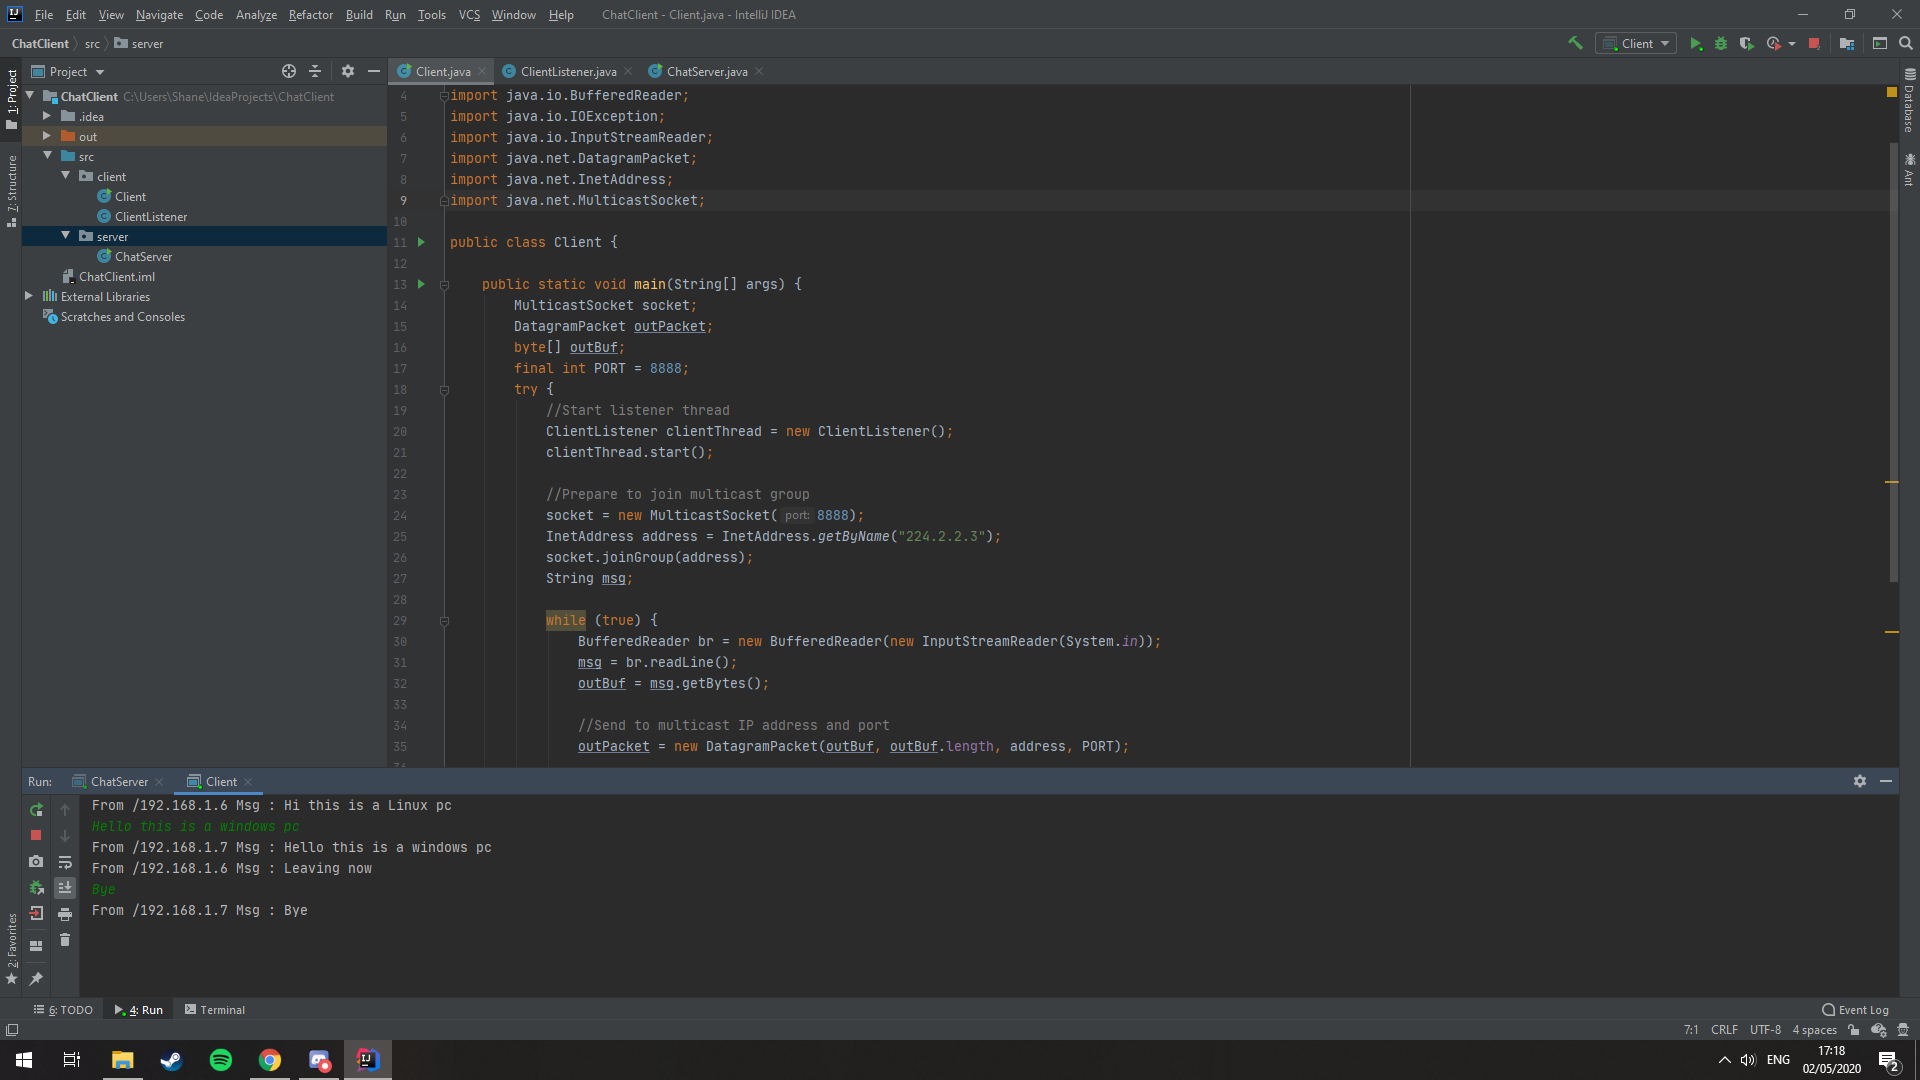 File Edit View Navigate Code Analyze Refactor Build Run Tools VCS Window Help ChatClient - Client.java - IntelliJ IDEA
ChatClient src server
Client
Project
Client.java ClientListener.java ChatServer.java
1: Project
7: Structure
2: Favorites
Database
Ant
ChatClient C:\Users\Shane\IdeaProjects\ChatClient
.idea
out
src
client
Client
ClientListener
server
ChatServer
ChatClient.iml
External Libraries
Scratches and Consoles
4 import java.io.BufferedReader;
5 import java.io.IOException;
6 import java.io.InputStreamReader;
7 import java.net.DatagramPacket;
8 import java.net.InetAddress;
9 import java.net.MulticastSocket;
10
11 public class Client {
12
13 public static void main(String[] args) {
14 MulticastSocket socket;
15 DatagramPacket outPacket;
16 byte[] outBuf;
17 final int PORT = 8888;
18 try {
19 //Start listener thread
20 ClientListener clientThread = new ClientListener();
21 clientThread.start();
22
23 //Prepare to join multicast group
24 socket = new MulticastSocket( port: 8888);
25 InetAddress address = InetAddress.getByName("224.2.2.3");
26 socket.joinGroup(address);
27 String msg;
28
29 while (true) {
30 BufferedReader br = new BufferedReader(new InputStreamReader(System.in));
31 msg = br.readLine();
32 outBuf = msg.getBytes();
33
34 //Send to multicast IP address and port
35 outPacket = new DatagramPacket(outBuf, outBuf.length, address, PORT);
Run: ChatServer Client
From /192.168.1.6 Msg : Hi this is a Linux pc
Hello this is a windows pc
From /192.168.1.7 Msg : Hello this is a windows pc
From /192.168.1.6 Msg : Leaving now
Bye
From /192.168.1.7 Msg : Bye
6: TODO 4: Run Terminal Event Log
7:1 CRLF UTF-8 4 spaces
ENG 17:18
02/05/2020
2